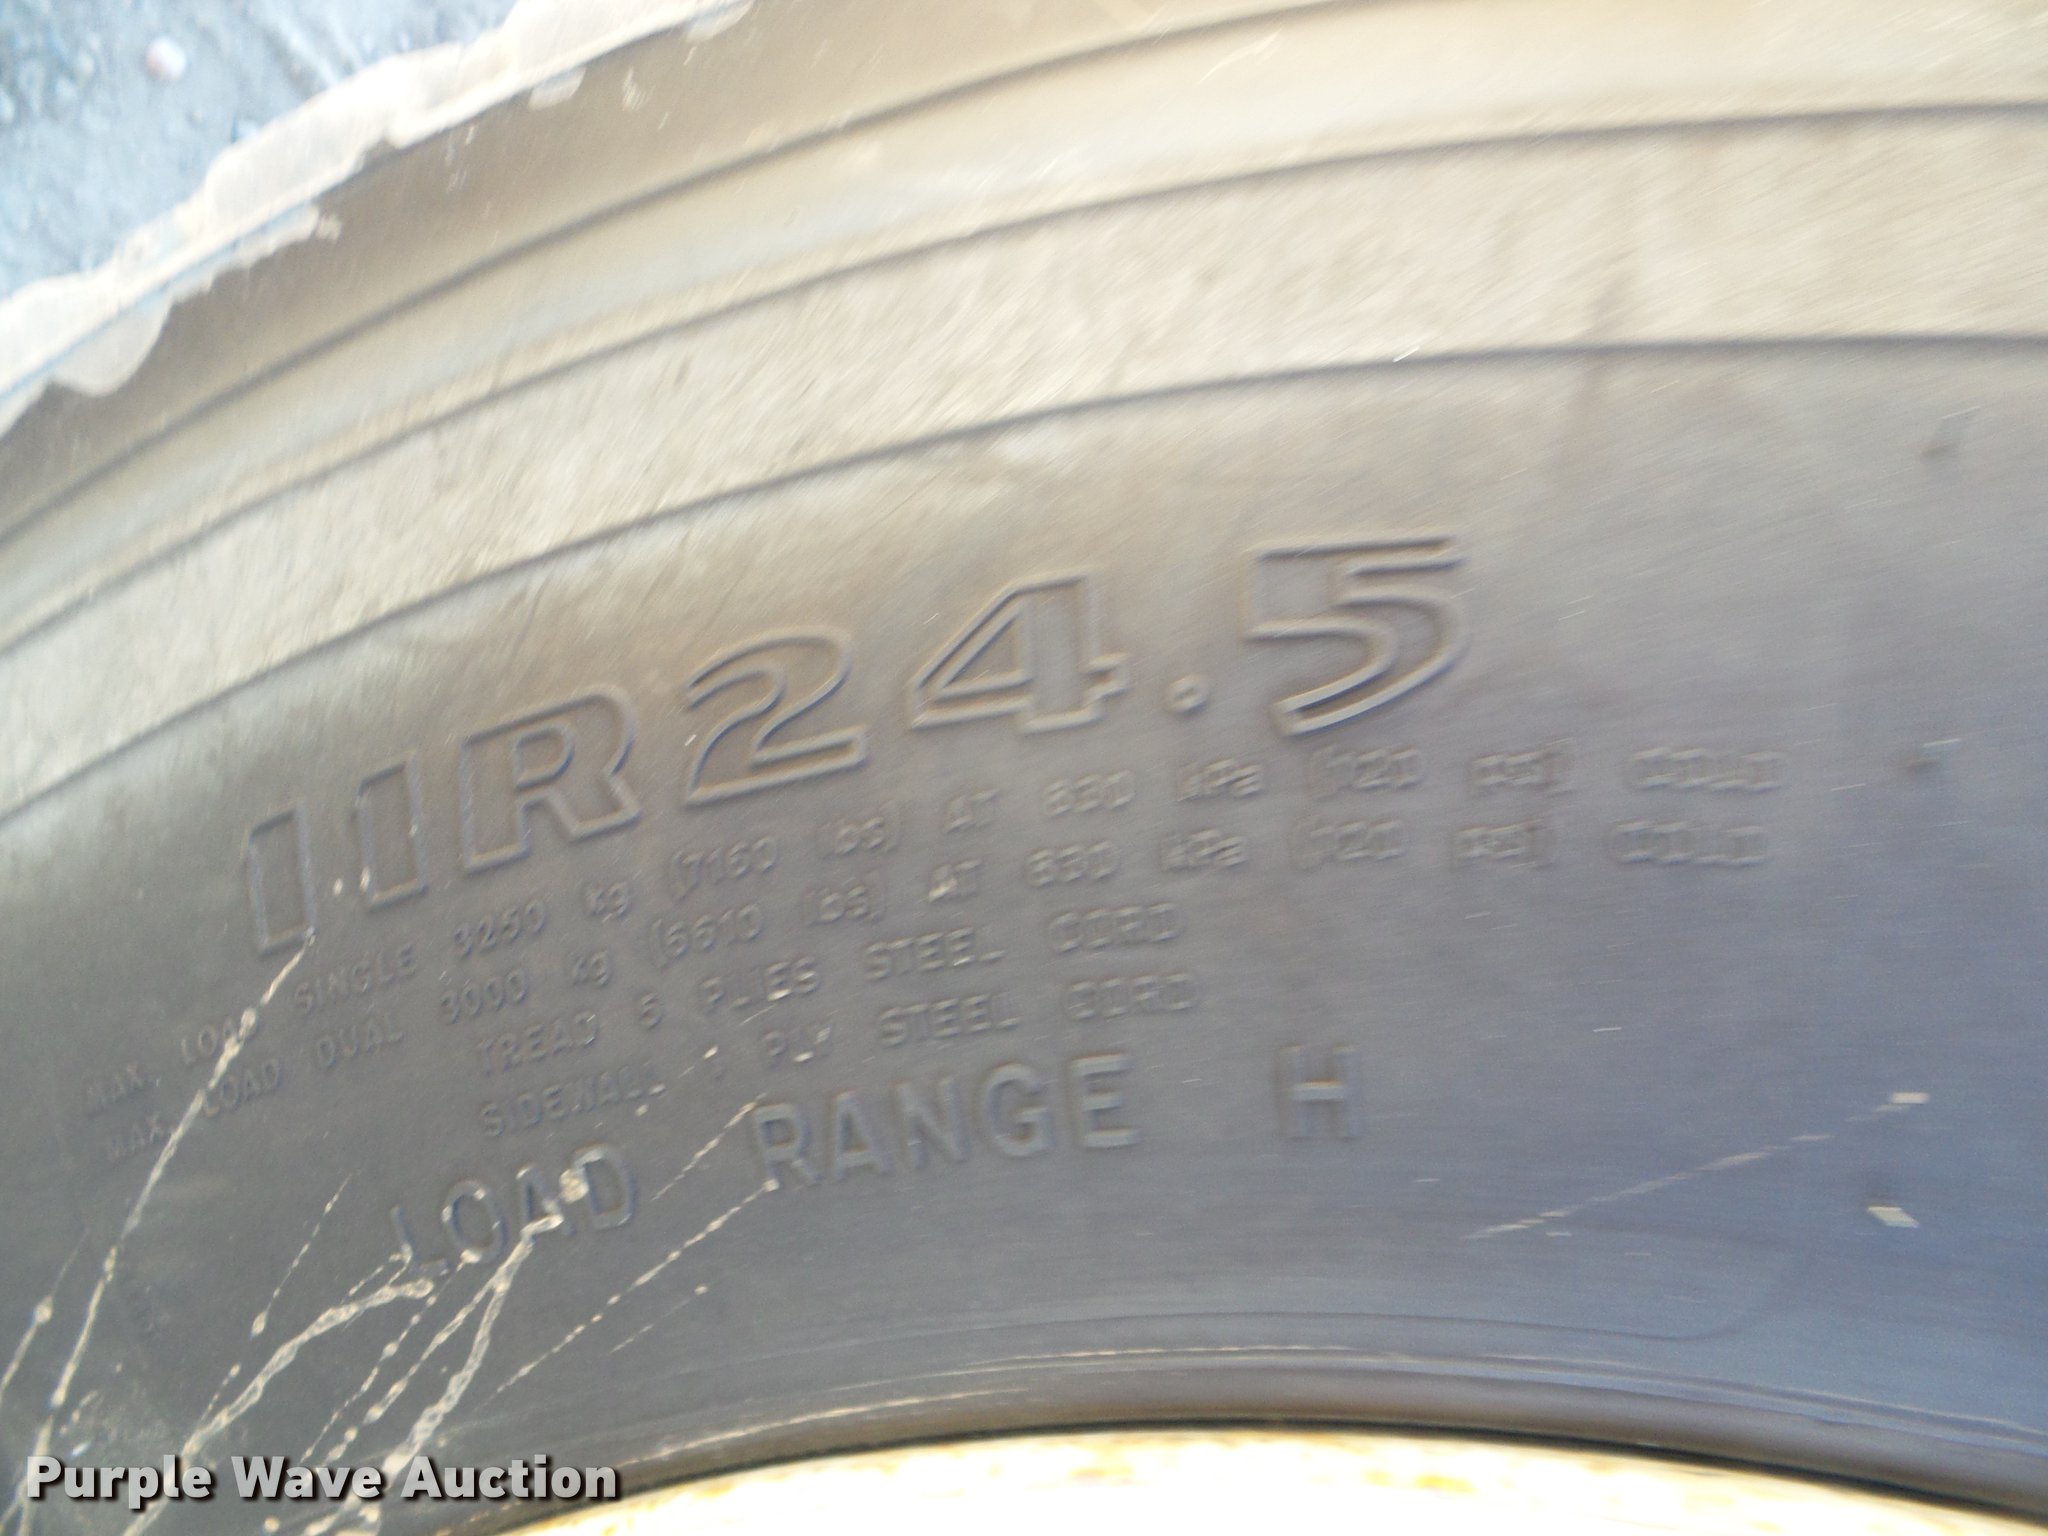 11R24.5
MAX. LOAD SINGLE 3250 kg (7160 lbs) AT 830 kPa (120 psi) COLD
MAX. LOAD DUAL 3000 kg (6610 lbs) AT 830 kPa (120 psi) COLD
TREAD 5 PLIES STEEL CORD
SIDEWALL 1 PLY STEEL CORD
LOAD RANGE H
Purple Wave Auction